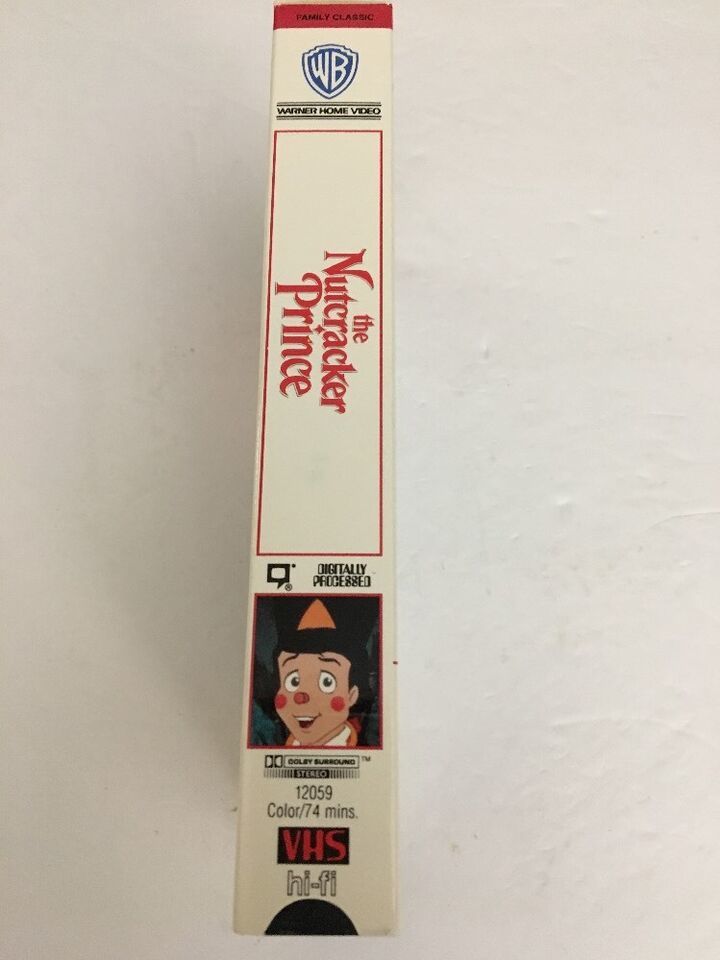 FAMILY CLASSIC
WB
WARNER HOME VIDEO
the
Nutcracker
Prince
®
DIGITALLY
PROCESSED
DOLBY SURROUND TM
STEREO
12059
Color/74 mins.
VHS
hi-fi